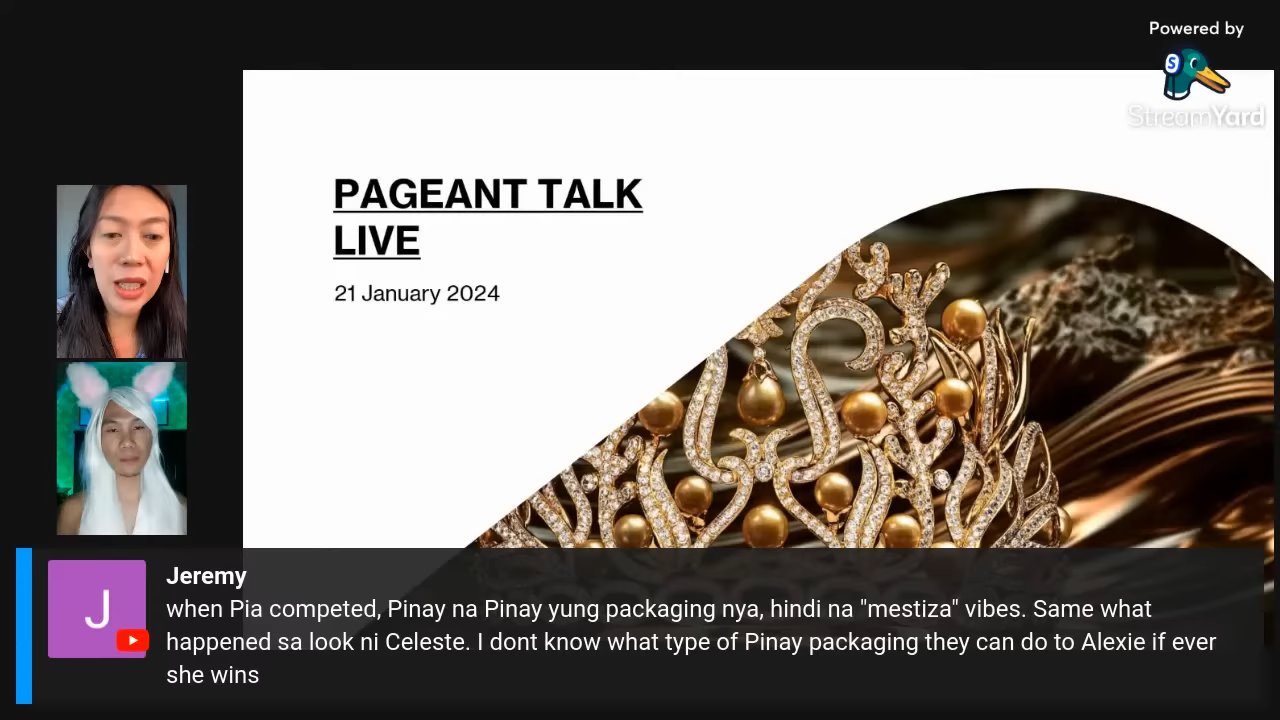 Powered by
StreamYard
PAGEANT TALK
LIVE
21 January 2024
J
Jeremy
when Pia competed, Pinay na Pinay yung packaging nya, hindi na "mestiza" vibes. Same what
happened sa look ni Celeste. I dont know what type of Pinay packaging they can do to Alexie if ever
she wins